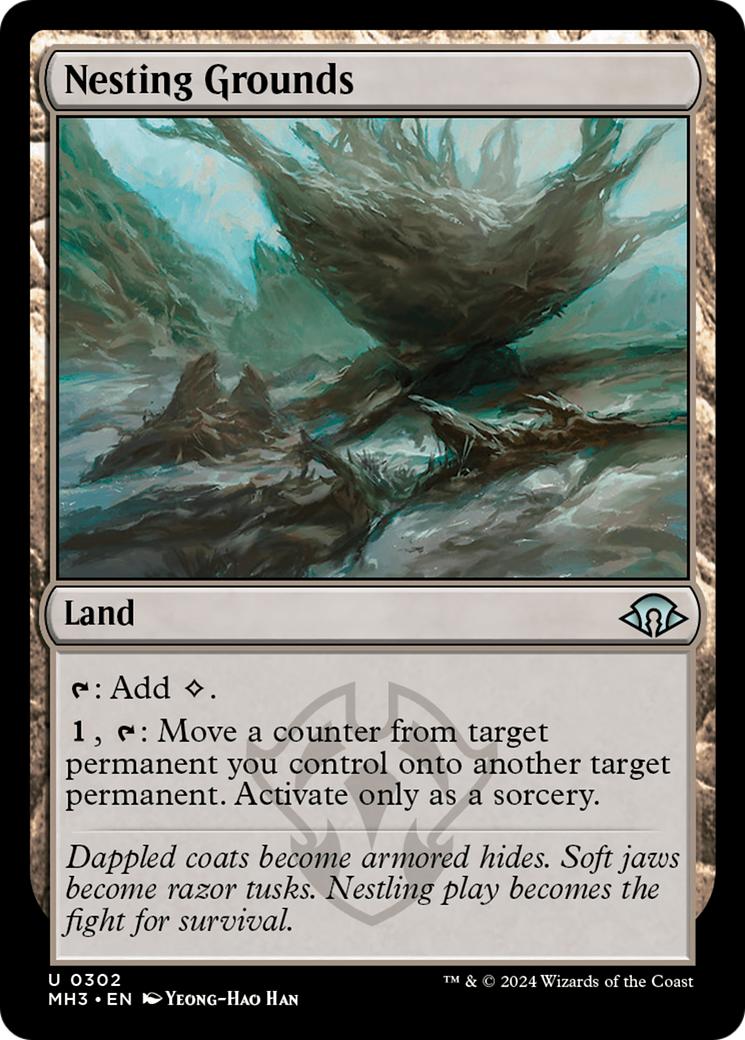 Nesting Grounds
Land
: Add .
1, : Move a counter from target
permanent you control onto another target
permanent. Activate only as a sorcery.
Dappled coats become armored hides. Soft jaws
become razor tusks. Nestling play becomes the
fight for survival.
U 0302
™ & © 2024 Wizards of the Coast
MH3 • EN Yeong-Hao Han